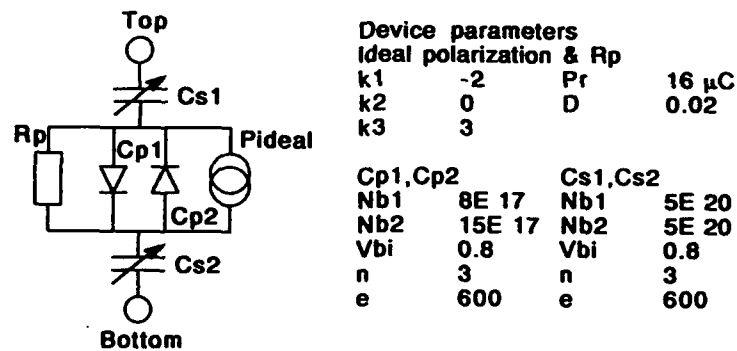 Top
Cs1
Rp
Cp1
Pideal
Cp2
Cs2
Bottom
Device parameters
Ideal polarization & Rp
k1 -2 Pr 16 μC
k2 0 D 0.02
k3 3
Cp1,Cp2 Cs1,Cs2
Nb1 8E 17 Nb1 5E 20
Nb2 15E 17 Nb2 5E 20
Vbi 0.8 Vbi 0.8
n 3 n 3
e 600 e 600